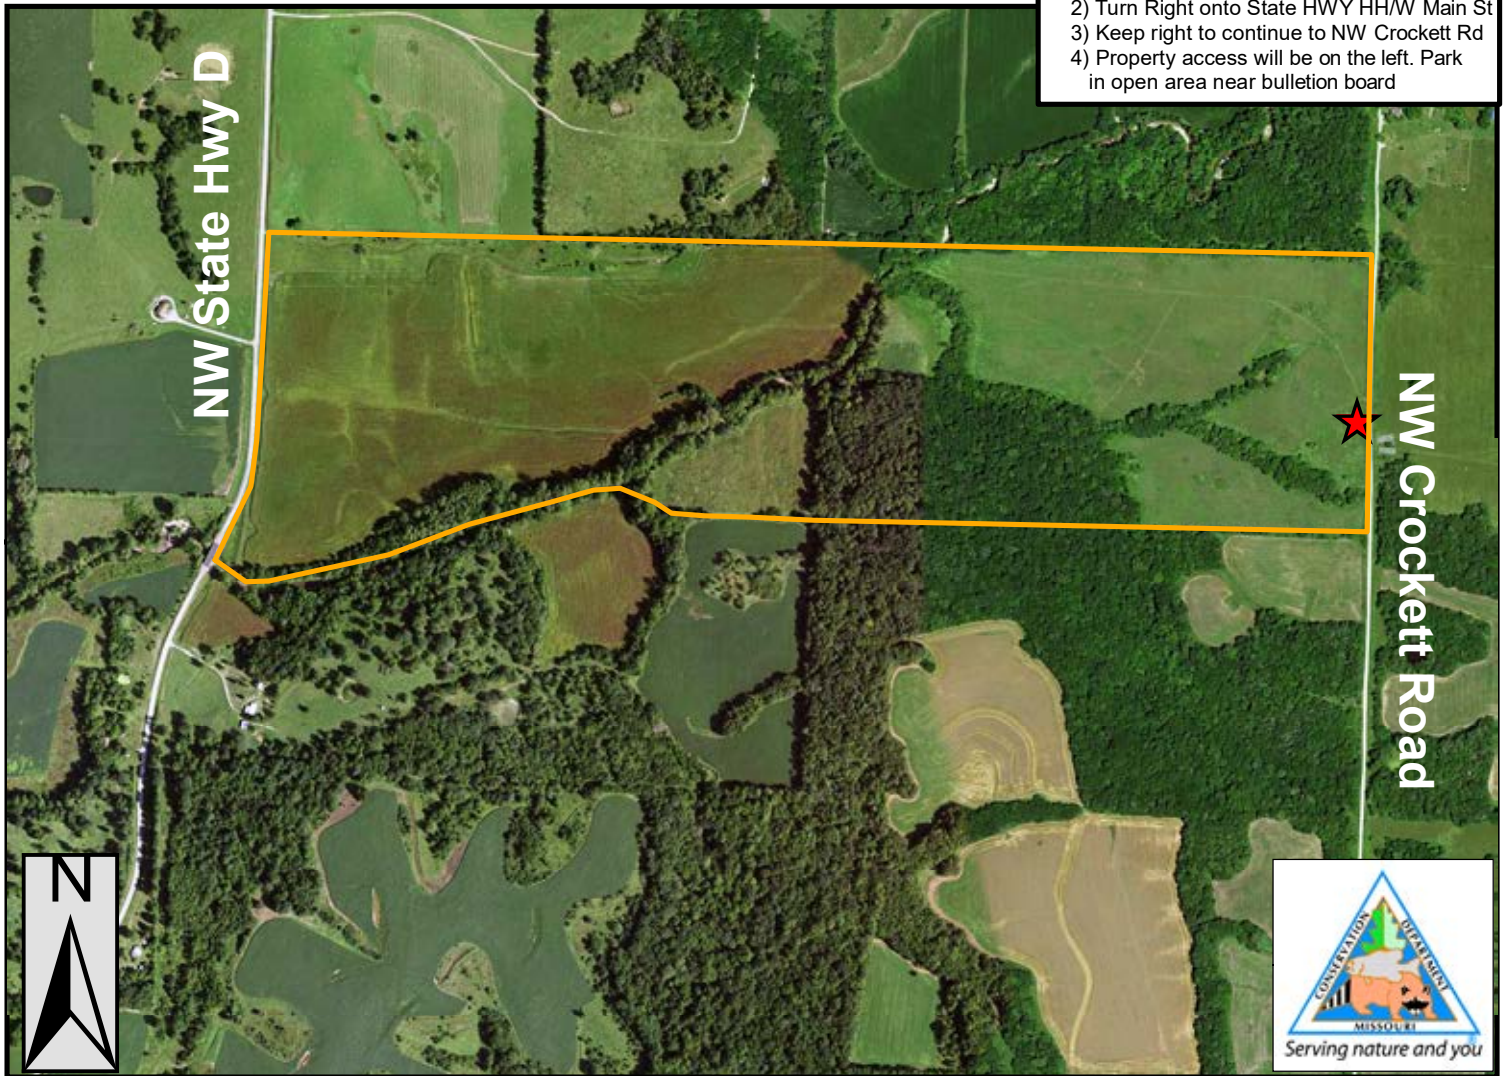 2) Turn Right onto State HWY HH/W Main St
3) Keep right to continue to NW Crockett Rd
4) Property access will be on the left. Park
in open area near bulletion board
NW State Hwy D
NW Crockett Road
N
CONSERVATION
DEPARTMENT
MISSOURI
Serving nature and you